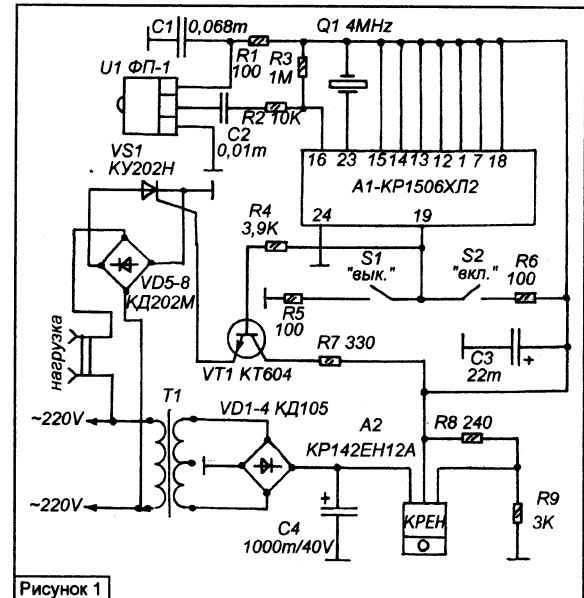 C1
0,068m
Q1 4MHz
U1 ФП-1
R1
100
R3
1M
R2 10K
C2
0,01m
VS1
КУ202Н
16 23 15 14 13 12 1 7 18
A1-КР1506ХЛ2
24
19
R4
3,9K
S1
"вык."
S2
"вкл."
R6
100
VD5-8
КД202М
R5
100
нагрузка
VT1 КТ604
R7 330
C3
22m
+
T1
VD1-4 КД105
A2
КР142ЕН12А
R8 240
~220V
~220V
+
C4
1000m/40V
КРЕН
R9
3K
Рисунок 1